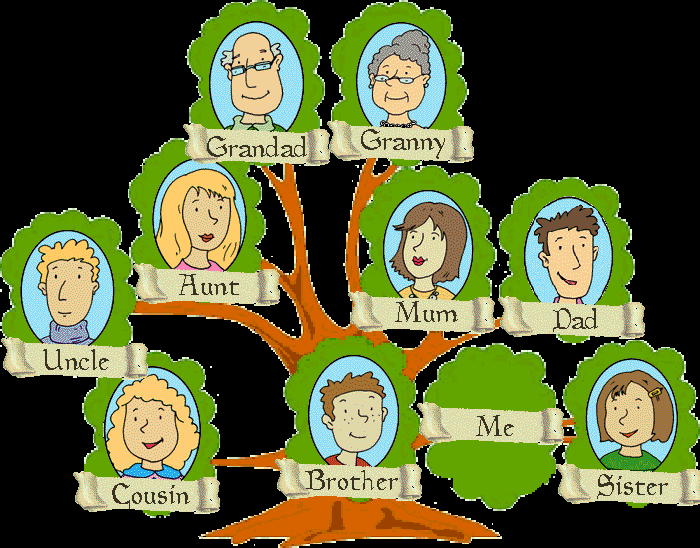 Grandad
Granny
Aunt
Mum
Dad
Uncle
Me
Cousin
Brother
Sister